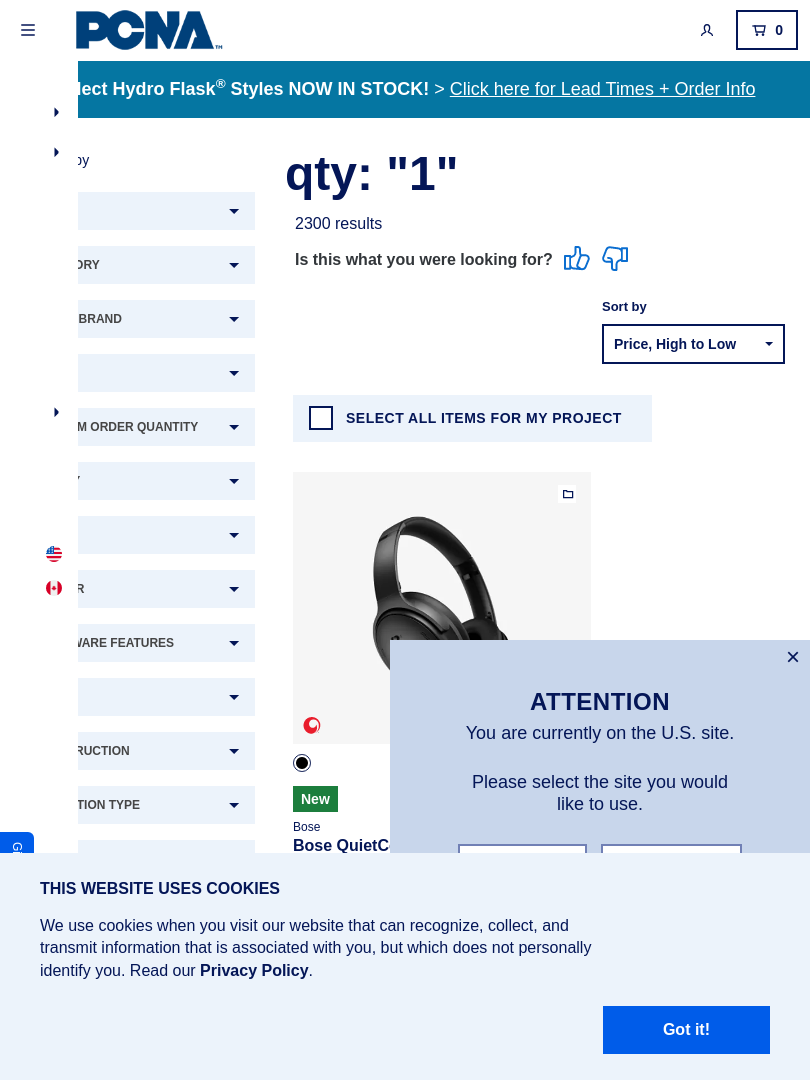 PCNA™
0
lect Hydro Flask® Styles NOW IN STOCK! > Click here for Lead Times + Order Info
by
qty: "1"
2300 results
Is this what you were looking for?
Sort by
Price, High to Low
ORY
BRAND
M ORDER QUANTITY
SELECT ALL ITEMS FOR MY PROJECT
R
WARE FEATURES
RUCTION
TION TYPE
New
Bose
Bose QuietC
×
ATTENTION
You are currently on the U.S. site.
Please select the site you would
like to use.
THIS WEBSITE USES COOKIES
We use cookies when you visit our website that can recognize, collect, and
transmit information that is associated with you, but which does not personally
identify you. Read our Privacy Policy.
Got it!